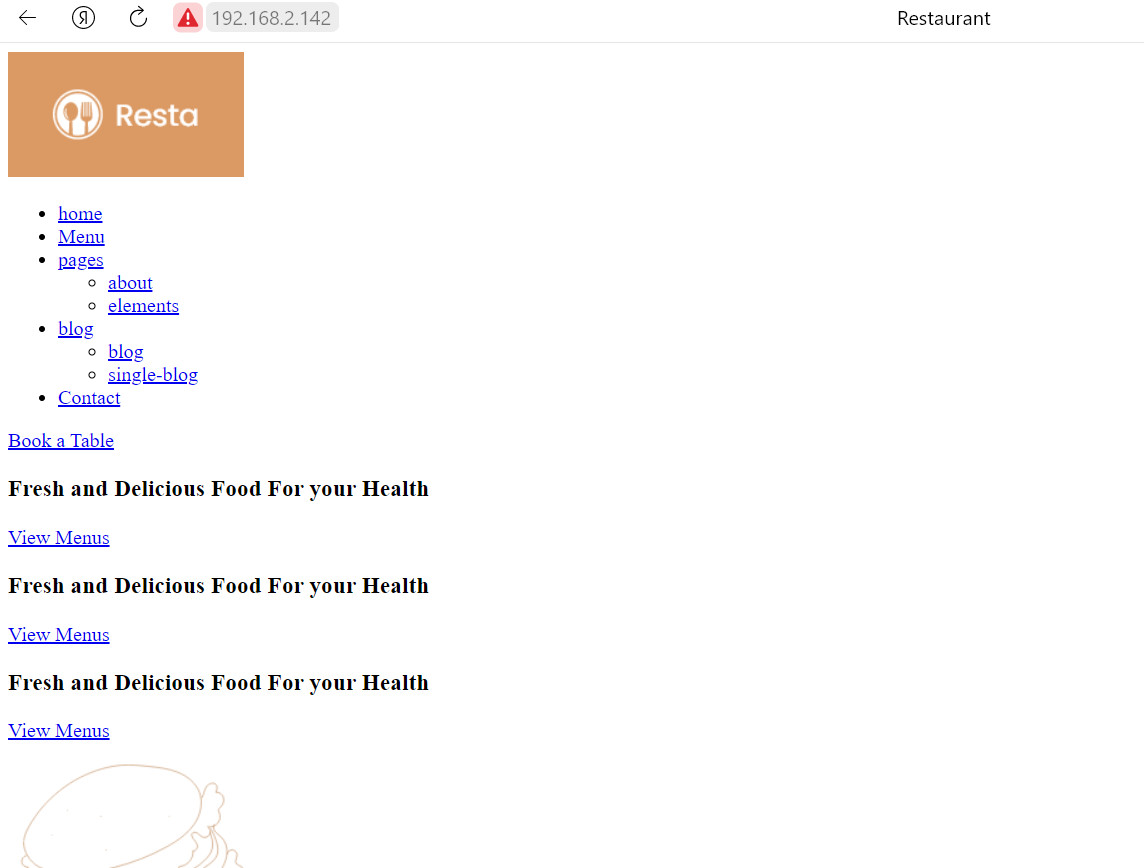 Я 192.168.2.142 Restaurant
Resta
home
Menu
pages
about
elements
blog
blog
single-blog
Contact
Book a Table
Fresh and Delicious Food For your Health
View Menus
Fresh and Delicious Food For your Health
View Menus
Fresh and Delicious Food For your Health
View Menus